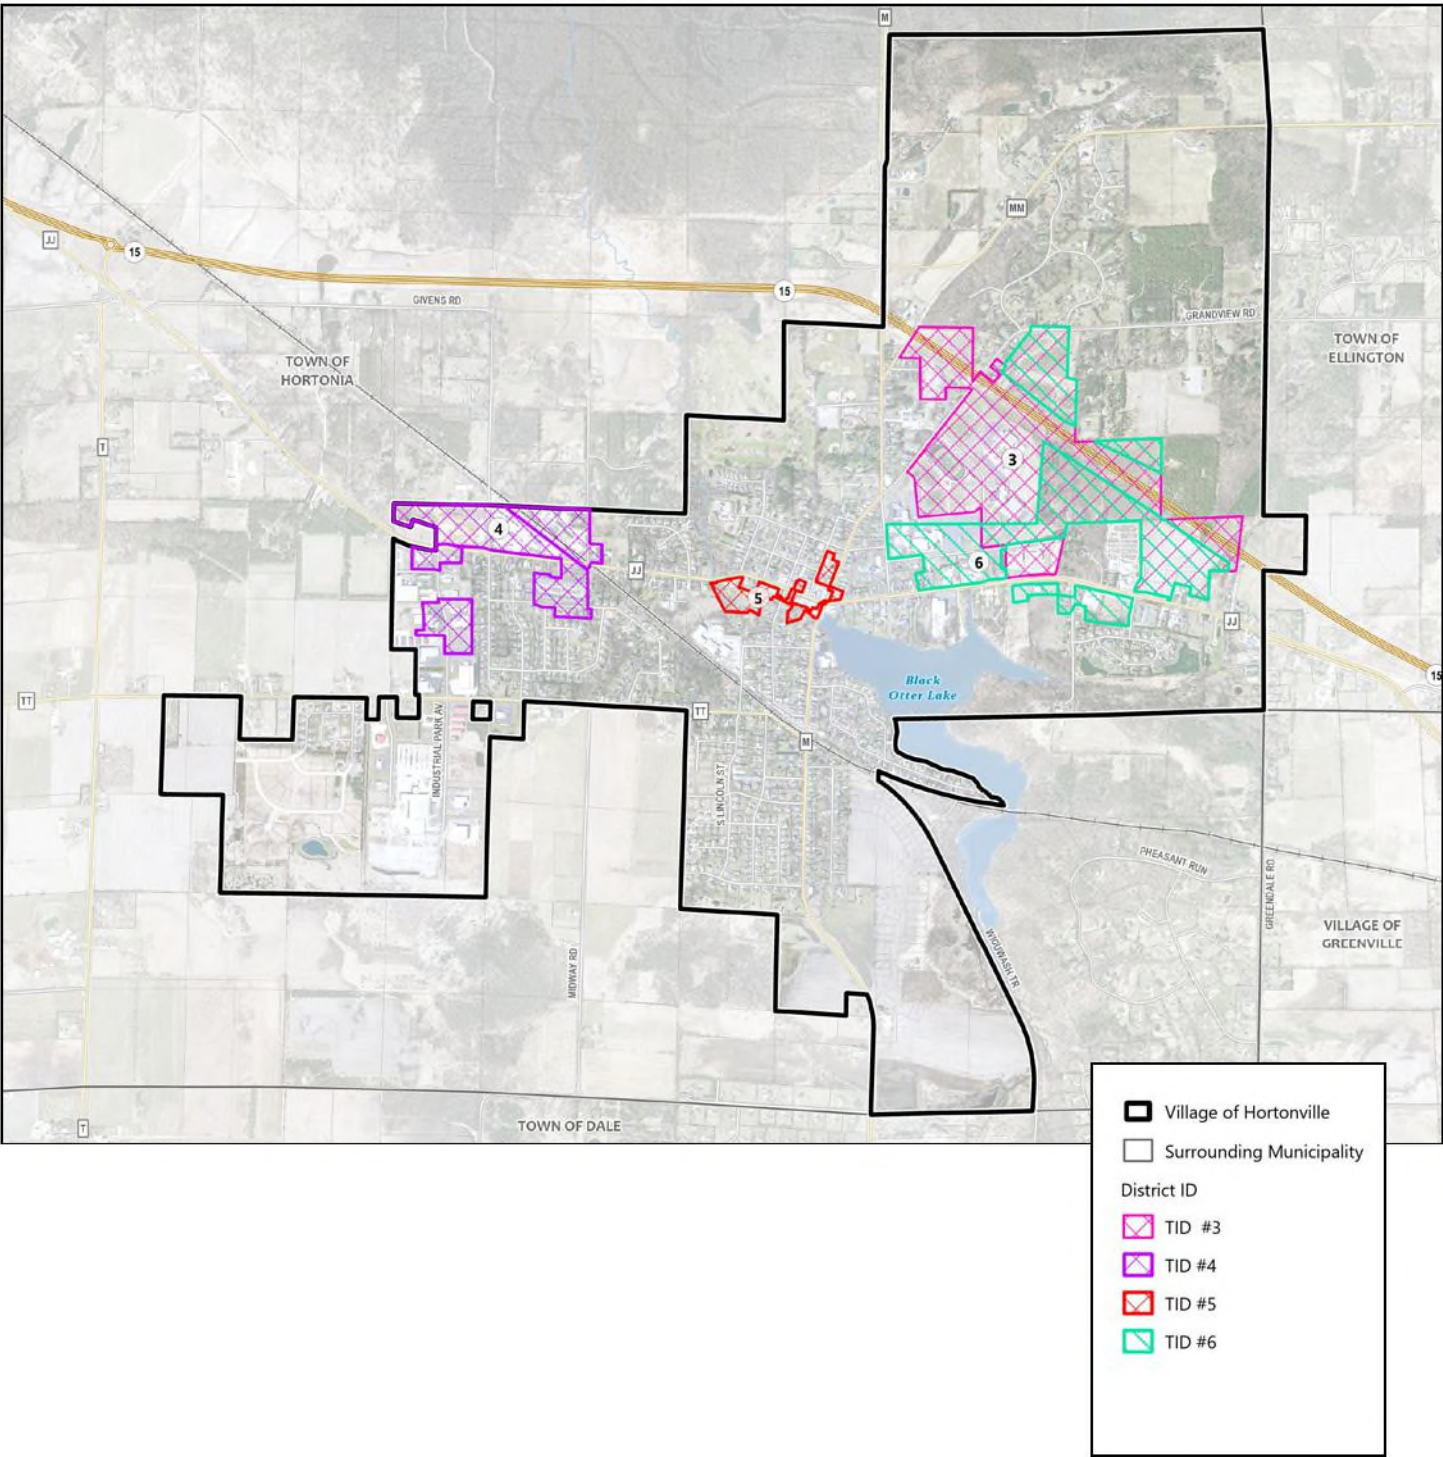 M
MM
JJ
15
15
GIVENS RD
GRANDVIEW RD
TOWN OF
HORTONIA
TOWN OF
ELLINGTON
T
3
4
JJ
6
5
JJ
15
Black
Otter Lake
TT
TT
M
INDUSTRIAL PARK AV
S LINCOLN ST
PHEASANT RUN
GREENDALE RD
VILLAGE OF
GREENVILLE
MIDWAY RD
WIOUWASH TR
T
TOWN OF DALE
Village of Hortonville
Surrounding Municipality
District ID
TID #3
TID #4
TID #5
TID #6